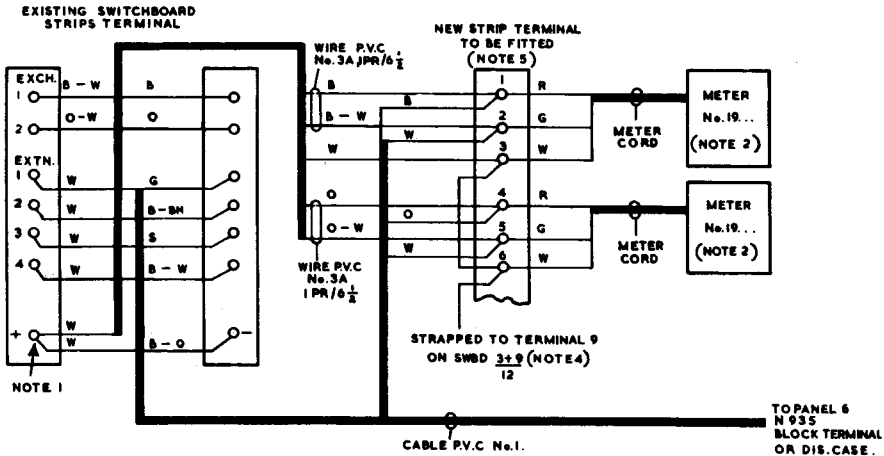 EXISTING SWITCHBOARD
STRIPS TERMINAL
EXCH.
1
B - W
B
2
O-W
O
EXTN.
1
W
G
2
W
B-BN
3
W
S
4
W
B - W
+
W
W
B - O
-
NOTE 1
WIRE P.V.C
No. 3A, 1PR/6 1/2
B
B - W
W
O
O - W
WIRE P.V.C
No. 3A
1 PR/6 1/2
NEW STRIP TERMINAL
TO BE FITTED
(NOTE 5)
B
W
O
W
1
2
3
4
5
6
R
G
W
R
G
W
METER
CORD
METER
CORD
METER
No. 19...
(NOTE 2)
METER
No. 19...
(NOTE 2)
STRAPPED TO TERMINAL 9
ON SWBD 3+9/12 (NOTE 4)
CABLE P.V.C No. 1.
TO PANEL 6
N 935
BLOCK TERMINAL
OR DIS. CASE.